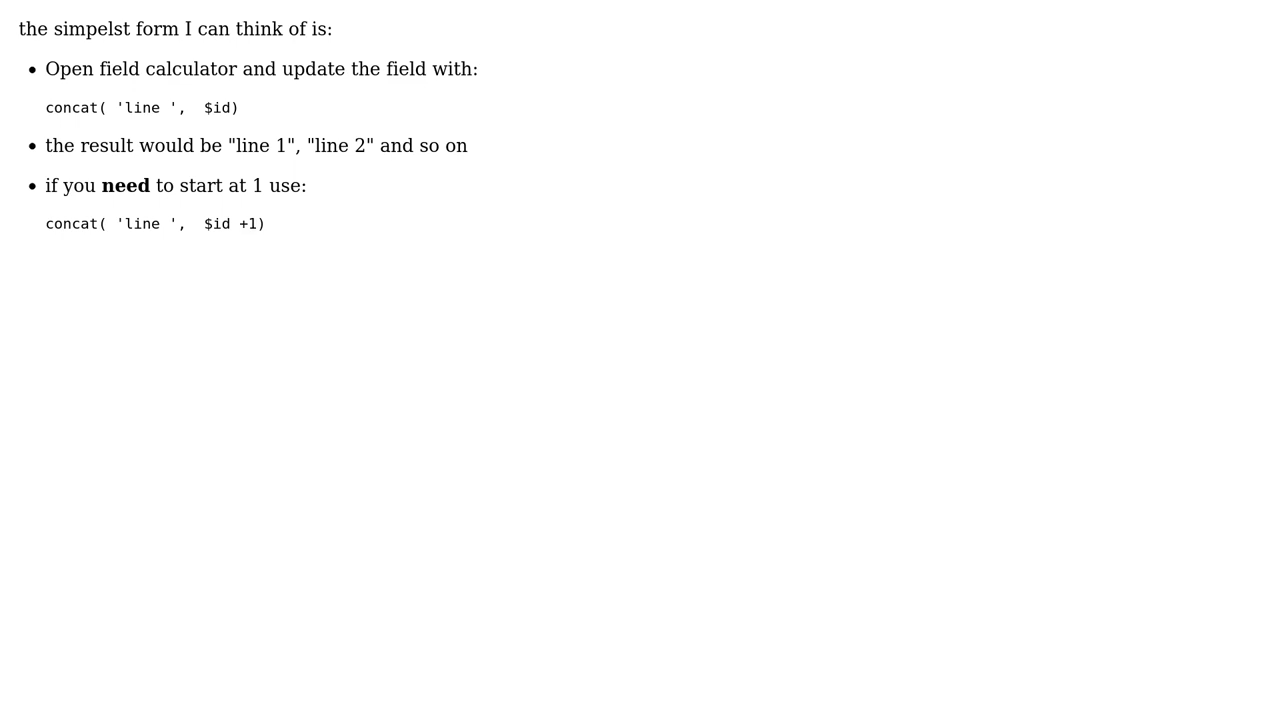 the simpelst form I can think of is:
• Open field calculator and update the field with:
concat( 'line ',  $id)
• the result would be "line 1", "line 2" and so on
• if you need to start at 1 use:
concat( 'line ',  $id +1)